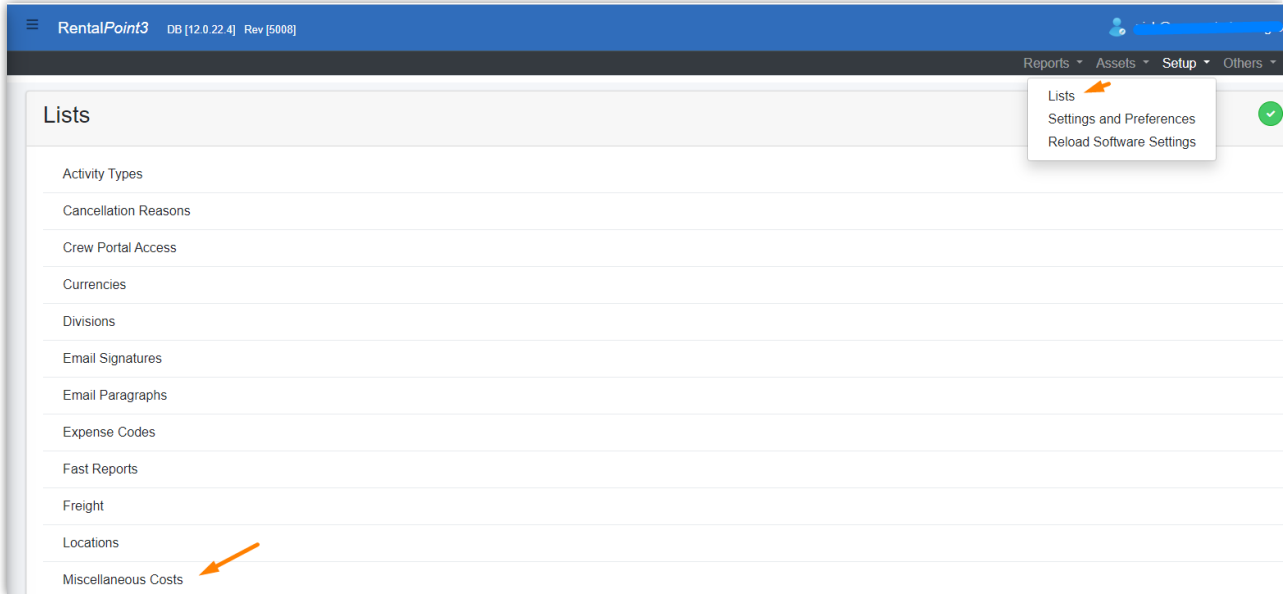 RentalPoint3 DB [12.0.22.4] Rev [5008]
Reports Assets Setup Others
Lists
Settings and Preferences
Reload Software Settings
Lists
Activity Types
Cancellation Reasons
Crew Portal Access
Currencies
Divisions
Email Signatures
Email Paragraphs
Expense Codes
Fast Reports
Freight
Locations
Miscellaneous Costs